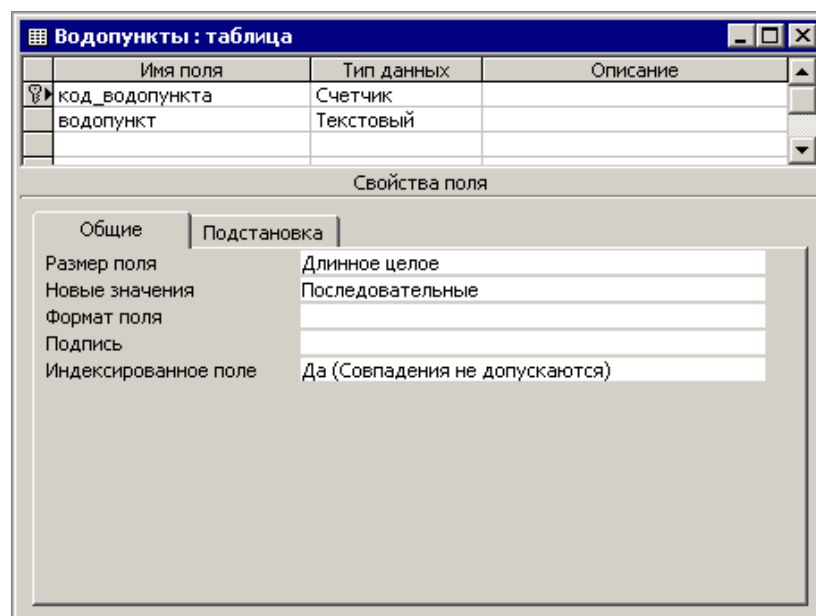 Водопункты : таблица
Имя поля Тип данных Описание
код_водопункта Счетчик
водопункт Текстовый
Свойства поля
Общие Подстановка
Размер поля Длинное целое
Новые значения Последовательные
Формат поля
Подпись
Индексированное поле Да (Совпадения не допускаются)